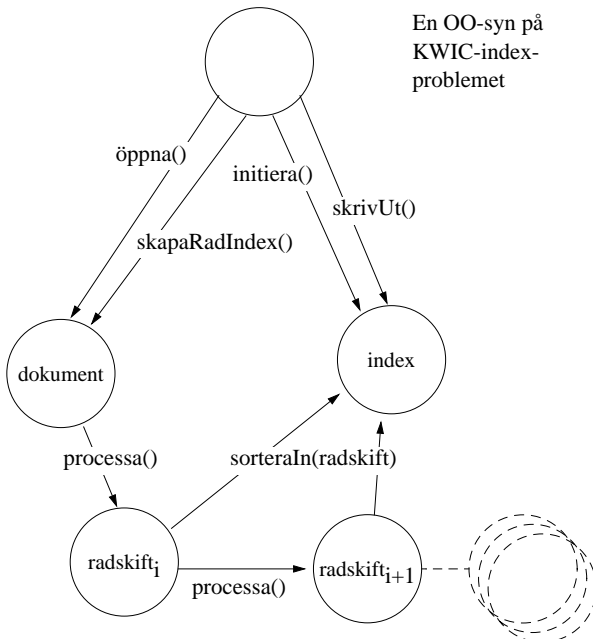 En OO-syn på
KWIC-index-
problemet
öppna()
initiera()
skrivUt()
skapaRadIndex()
dokument
index
processa()
sorteraIn(radskift)
radskift_i
radskift_i+1
processa()